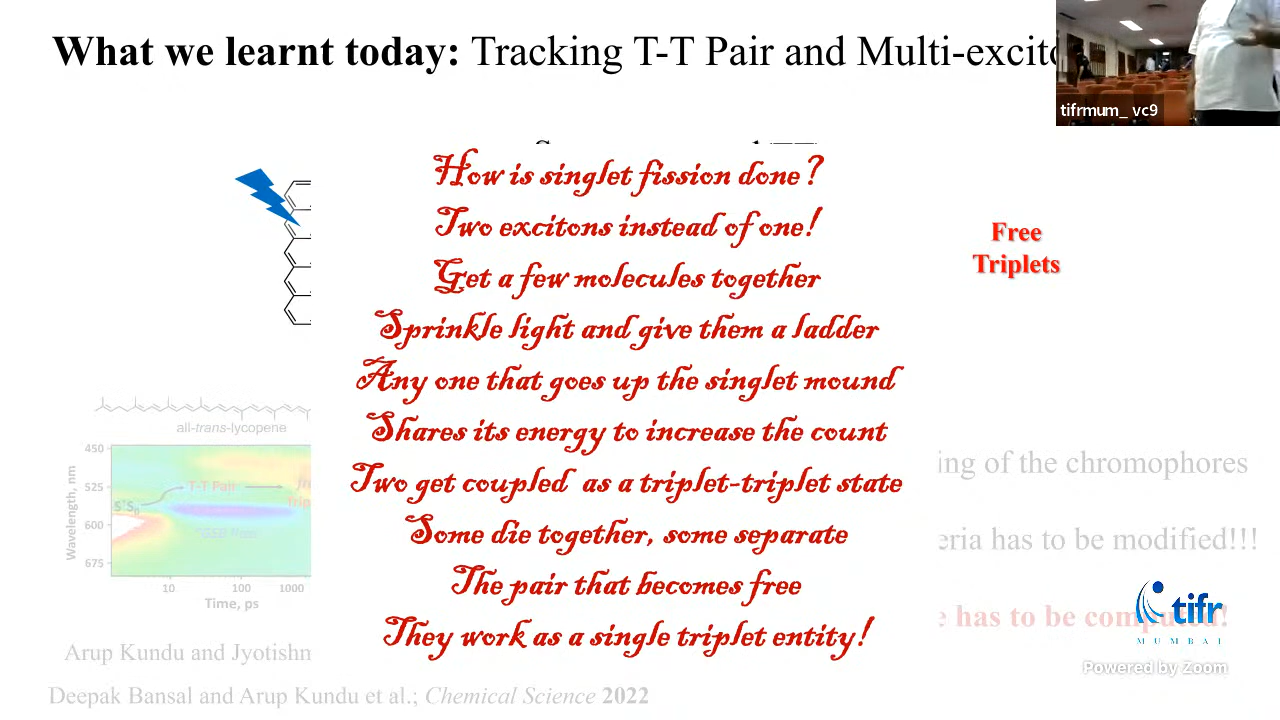 What we learnt today: Tracking T-T Pair and Multi-excito
tifrmum_ vc9
How is singlet fission done?
Two excitons instead of one!
Get a few molecules together
Sprinkle light and give them a ladder
Any one that goes up the singlet mound
Shares its energy to increase the count
Two get coupled as a triplet-triplet state
Some die together, some separate
The pair that becomes free
They work as a single triplet entity!
Free
Triplets
all-trans-lycopene
450
525
600
675
Wavelength, nm
T-T Pair
10 100 1000
Time, ps
ing of the chromophores
eria has to be modified!!!
e has to be computed!
tifr
MUMBAI
Powered by Zoom
Arup Kundu and Jyotishm
Deepak Bansal and Arup Kundu et al.; Chemical Science 2022